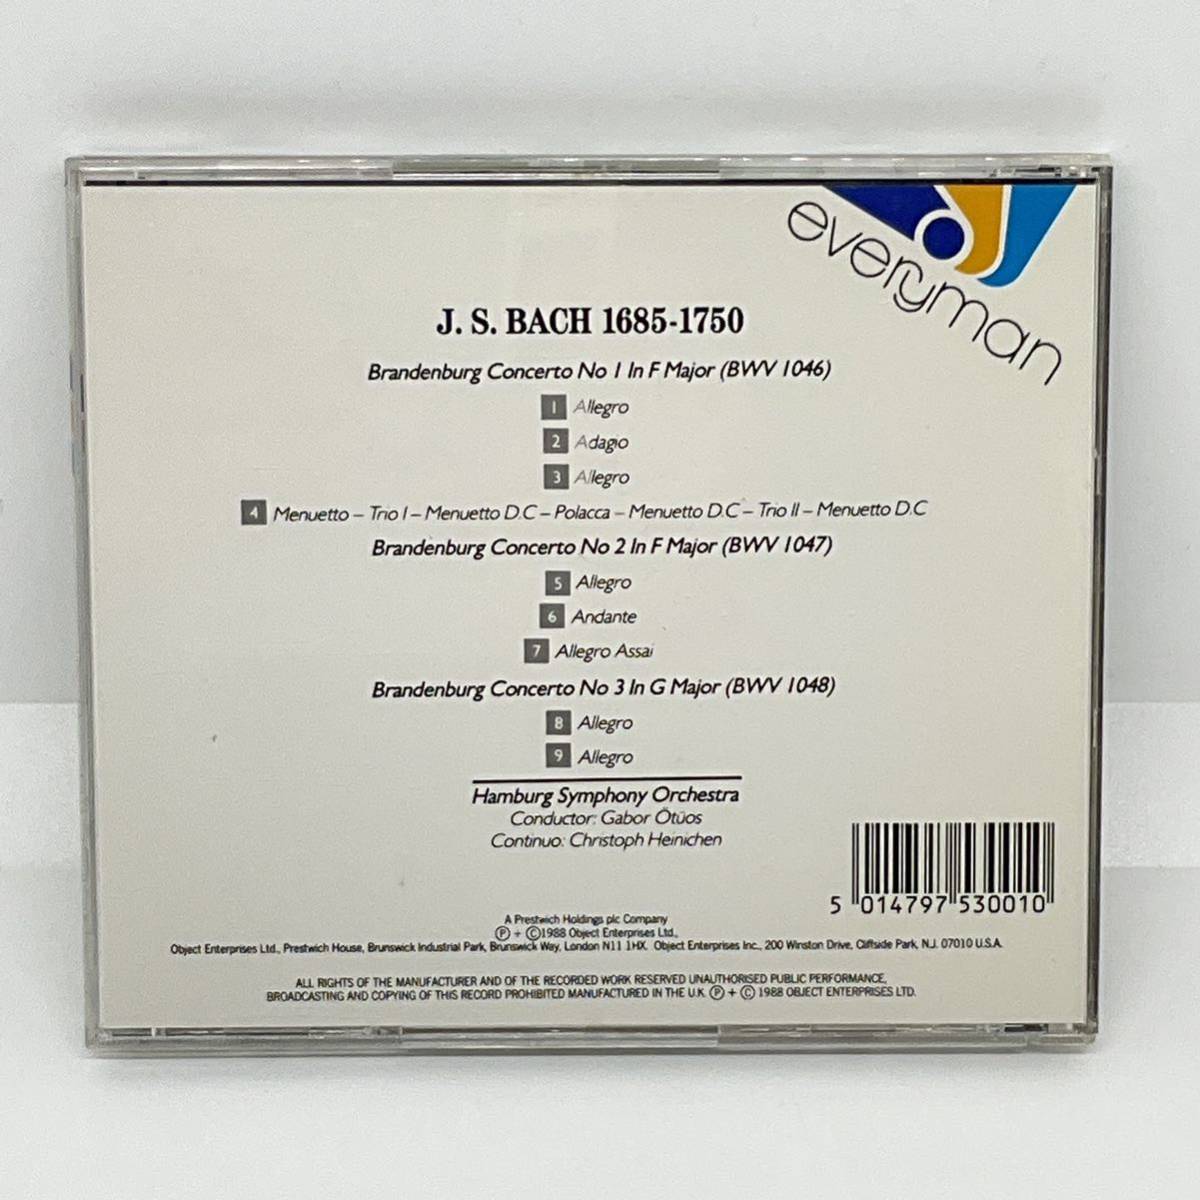 everyman
J. S. BACH 1685-1750
Brandenburg Concerto No 1 In F Major (BWV 1046)
1 Allegro
2 Adagio
3 Allegro
4 Menuetto – Trio I – Menuetto D.C – Polacca – Menuetto D.C – Trio II – Menuetto D.C
Brandenburg Concerto No 2 In F Major (BWV 1047)
5 Allegro
6 Andante
7 Allegro Assai
Brandenburg Concerto No 3 In G Major (BWV 1048)
8 Allegro
9 Allegro
Hamburg Symphony Orchestra
Conductor: Gabor Ötüos
Continuo: Christoph Heinichen
5 014797 530010
A Prestwich Holdings plc Company
Ⓟ + Ⓒ1988 Object Enterprises Ltd.,
Object Enterprises Ltd., Prestwich House, Brunswick Industrial Park, Brunswick Way, London N11 1HX. Object Enterprises Inc., 200 Winston Drive, Cliffside Park, N.J. 07010 U.S.A.
ALL RIGHTS OF THE MANUFACTURER AND OF THE RECORDED WORK RESERVED UNAUTHORISED PUBLIC PERFORMANCE,
BROADCASTING AND COPYING OF THIS RECORD PROHIBITED MANUFACTURED IN THE U.K. Ⓟ + Ⓒ 1988 OBJECT ENTERPRISES LTD.